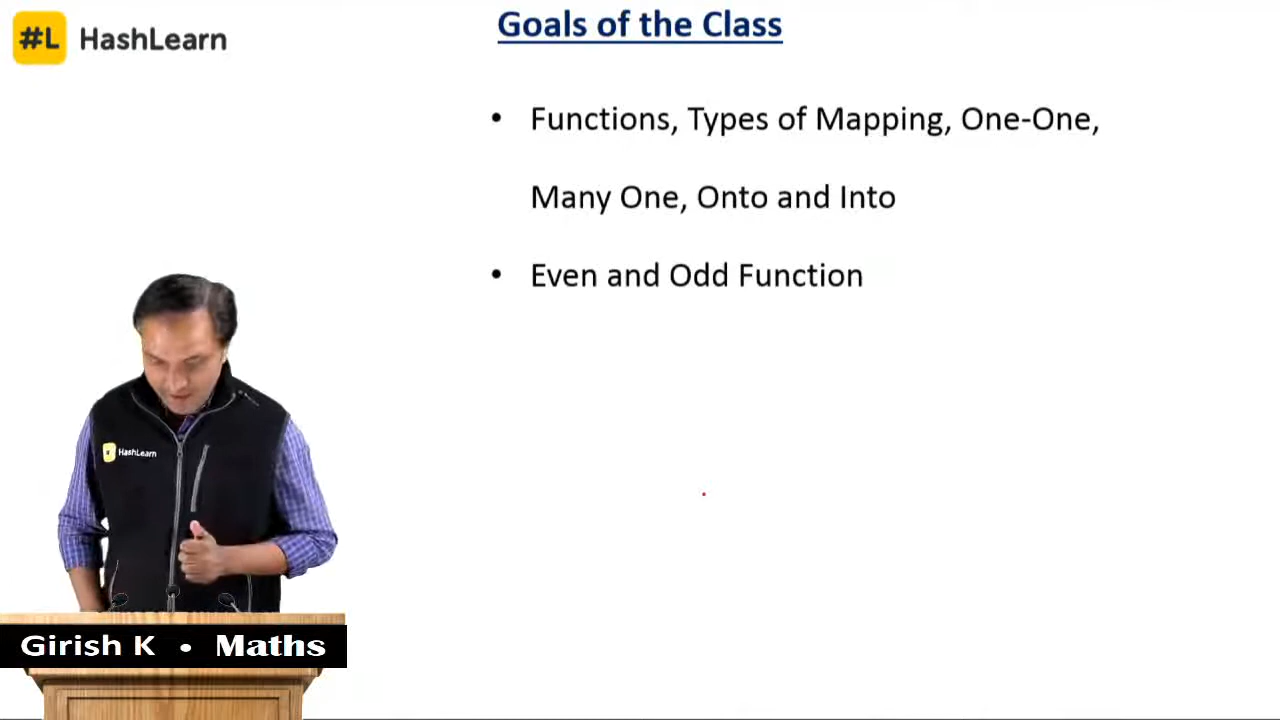 #L HashLearn
Goals of the Class
• Functions, Types of Mapping, One-One,
Many One, Onto and Into
• Even and Odd Function
HashLearn
Girish K • Maths